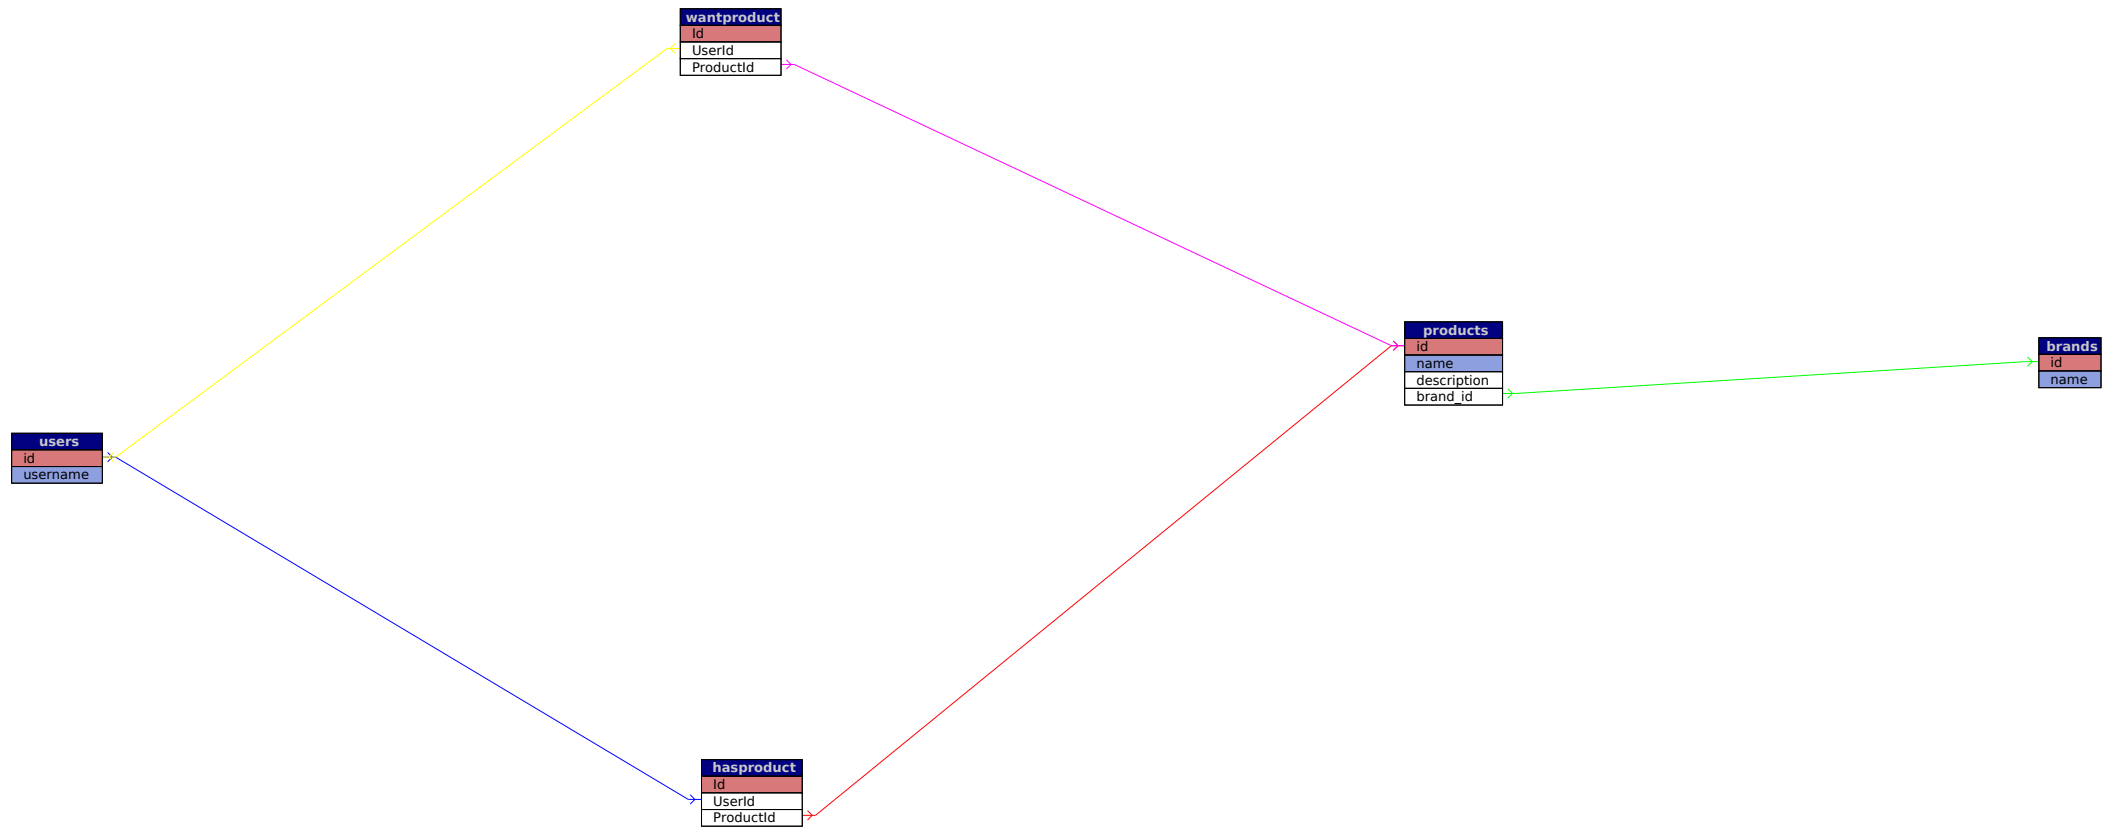 wantproduct
Id
UserId
ProductId
products
id
name
description
brand_id
brands
id
name
users
id
username
hasproduct
Id
UserId
ProductId